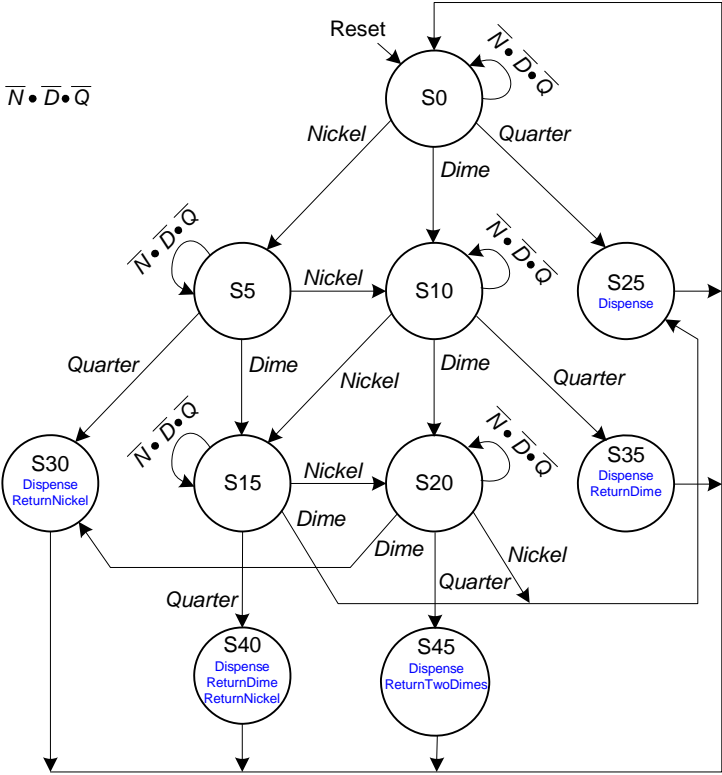 Reset
N̅ • D̅ • Q̅
N̅ • D̅ • Q̅
S0
Nickel
Quarter
Dime
N̅ • D̅ • Q̅
N̅ • D̅ • Q̅
S5
Nickel
S10
S25
Dispense
Quarter
Dime
Nickel
Dime
Quarter
N̅ • D̅ • Q̅
N̅ • D̅ • Q̅
S30
Dispense
ReturnNickel
S15
Nickel
S20
S35
Dispense
ReturnDime
Dime
Dime
Nickel
Quarter
Quarter
S40
Dispense
ReturnDime
ReturnNickel
S45
Dispense
ReturnTwoDimes